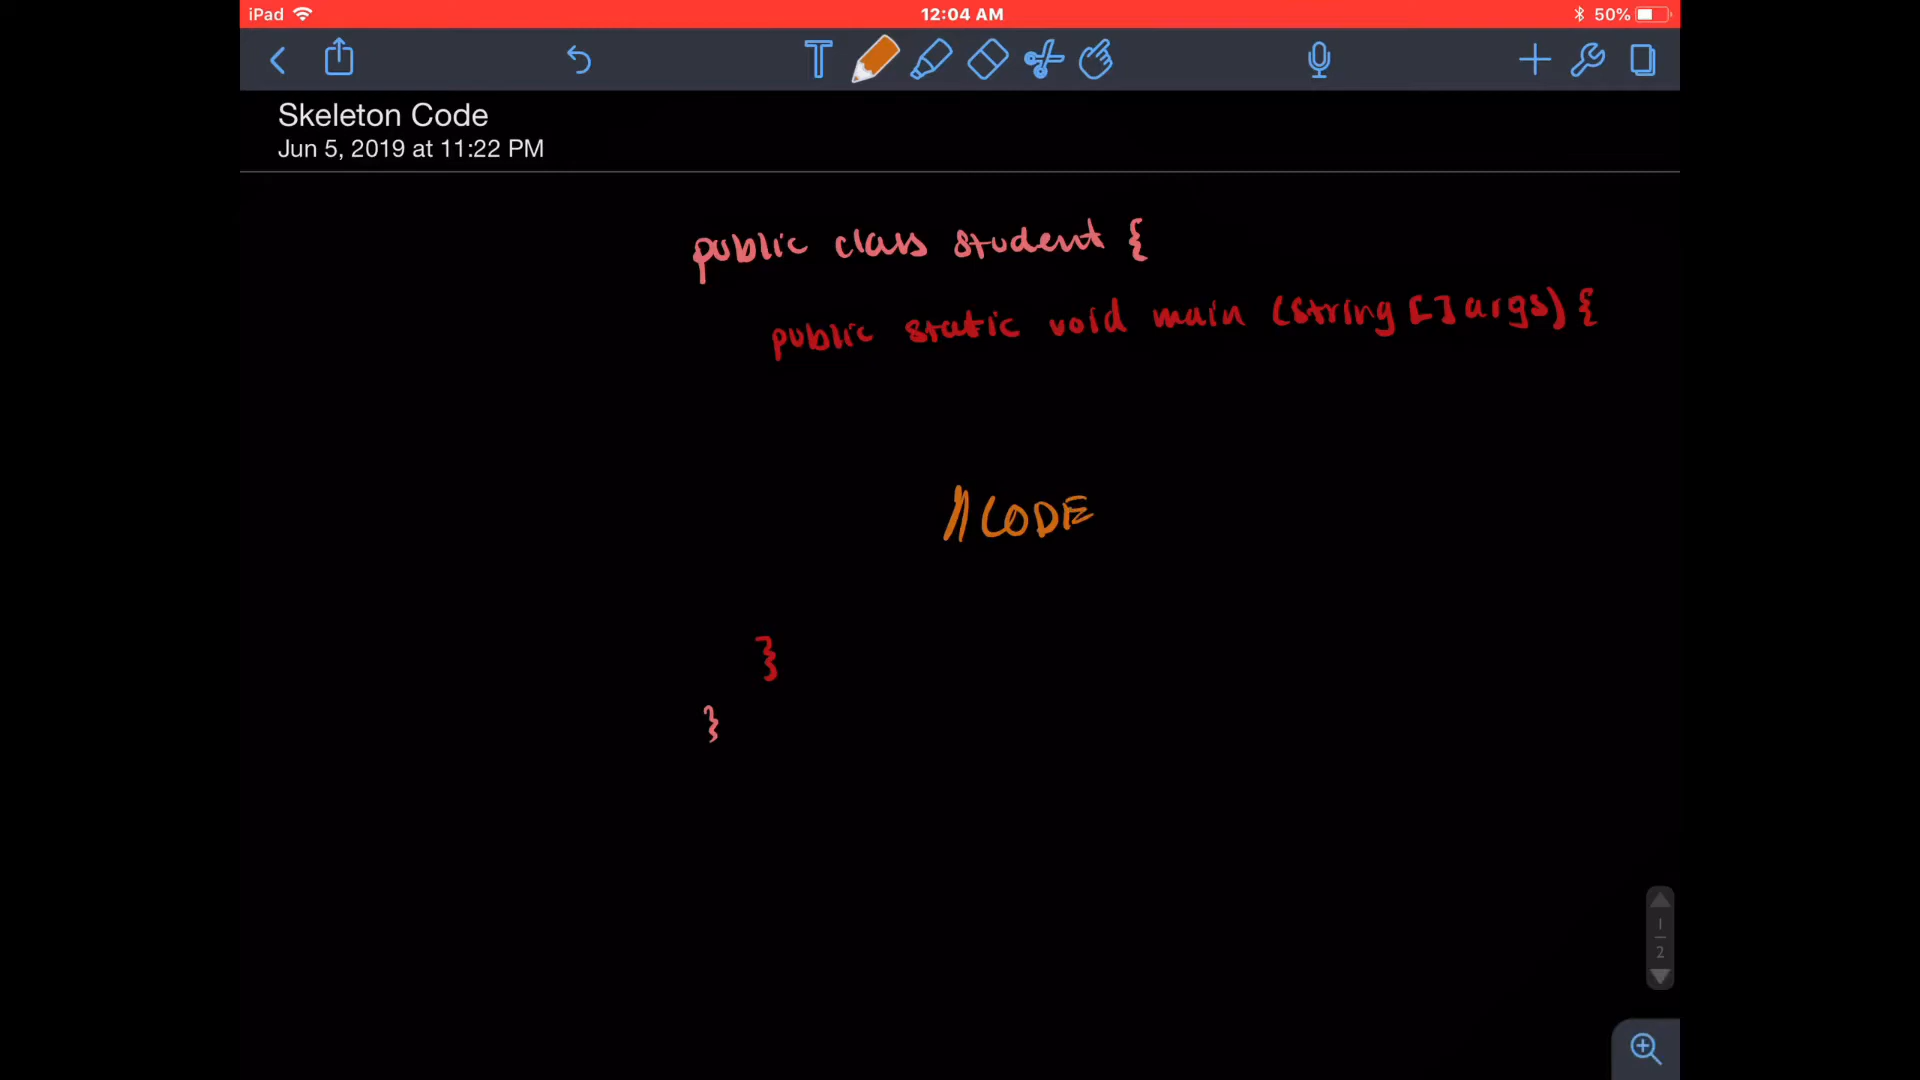 iPad
12:04 AM
50%
T
Skeleton Code
Jun 5, 2019 at 11:22 PM
public class student {
public static void main (string [] args) {
//CODE
}
}
1
2